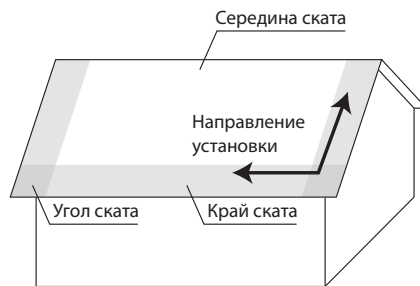 Середина ската
Направление
установки
Угол ската
Край ската